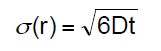 σ(r) = √6Dt